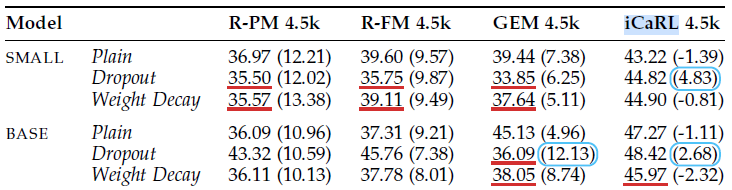 Model R-PM 4.5k R-FM 4.5k GEM 4.5k iCaRL 4.5k
SMALL Plain 36.97 (12.21) 39.60 (9.57) 39.44 (7.38) 43.22 (-1.39)
Dropout 35.50 (12.02) 35.75 (9.87) 33.85 (6.25) 44.82 (4.83)
Weight Decay 35.57 (13.38) 39.11 (9.49) 37.64 (5.11) 44.90 (-0.81)
BASE Plain 36.09 (10.96) 37.31 (9.21) 45.13 (4.96) 47.27 (-1.11)
Dropout 43.32 (10.59) 45.76 (7.38) 36.09 (12.13) 48.42 (2.68)
Weight Decay 36.11 (10.13) 37.78 (8.01) 38.05 (8.74) 45.97 (-2.32)